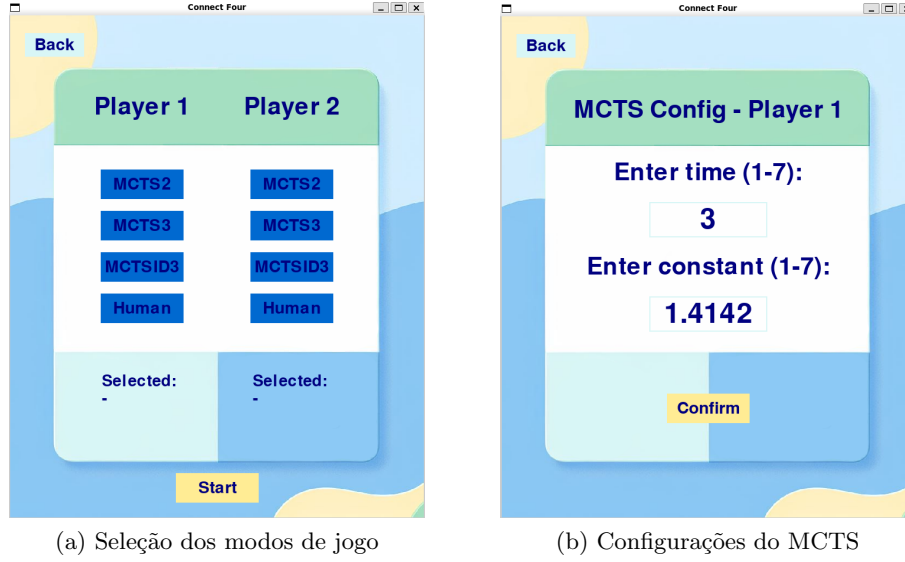 Connect Four
Back
Player 1 Player 2
MCTS2 MCTS2
MCTS3 MCTS3
MCTSID3 MCTSID3
Human Human
Selected: Selected:
- -
Start
(a) Seleção dos modos de jogo
Connect Four
Back
MCTS Config - Player 1
Enter time (1-7):
3
Enter constant (1-7):
1.4142
Confirm
(b) Configurações do MCTS